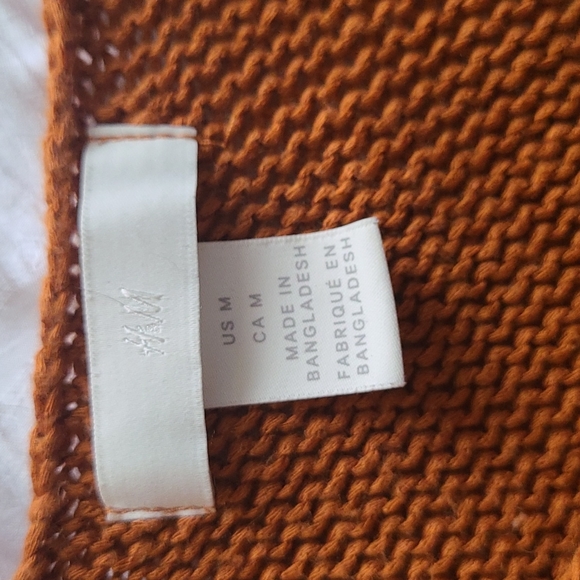 H&M
US M
CA M
MADE IN
BANGLADESH
FABRIQUÉ EN
BANGLADESH